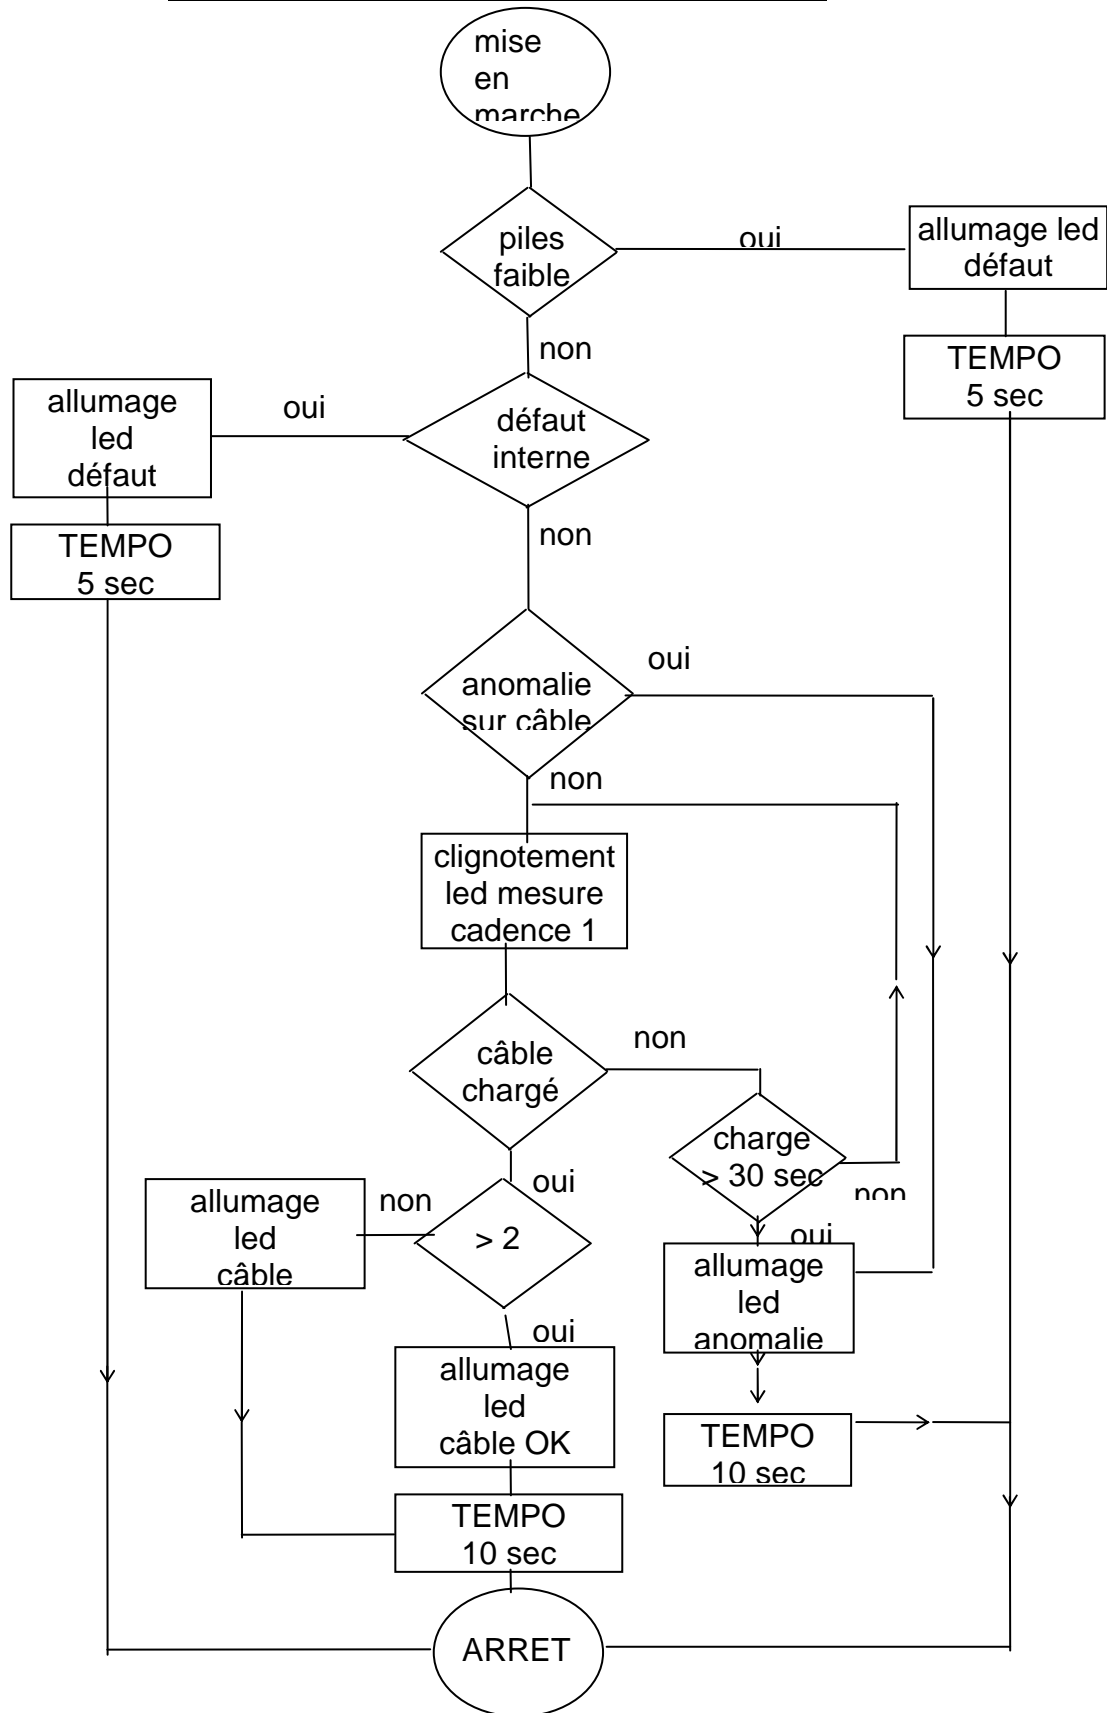 mise
en
marche
piles
faible
oui
allumage led
défaut
non
TEMPO
5 sec
allumage
led
défaut
oui
défaut
interne
non
TEMPO
5 sec
anomalie
sur câble
oui
non
clignotement
led mesure
cadence 1
câble
chargé
non
charge
> 30 sec
non
oui
oui
allumage
led
câble
non
> 2
oui
allumage
led
anomalie
allumage
led
câble OK
TEMPO
10 sec
TEMPO
10 sec
ARRET